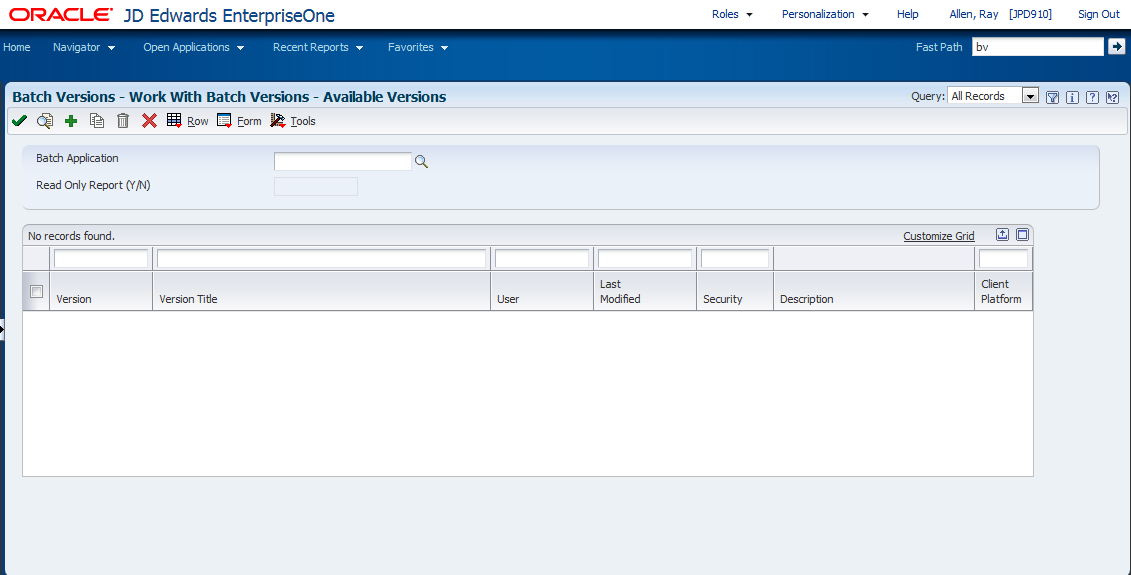 ORACLE® JD Edwards EnterpriseOne Roles Personalization Help Allen, Ray [JPD910] Sign Out
Home Navigator Open Applications Recent Reports Favorites Fast Path bv
Batch Versions - Work With Batch Versions - Available Versions Query: All Records
Row Form Tools
Batch Application
Read Only Report (Y/N)
No records found. Customize Grid
Version Version Title User Last Modified Security Description Client Platform